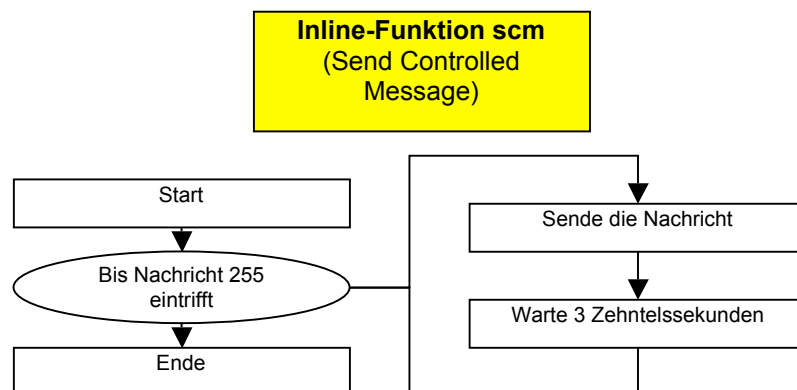 Inline-Funktion scm
(Send Controlled
Message)
Start
Bis Nachricht 255
eintrifft
Ende
Sende die Nachricht
Warte 3 Zehntelssekunden